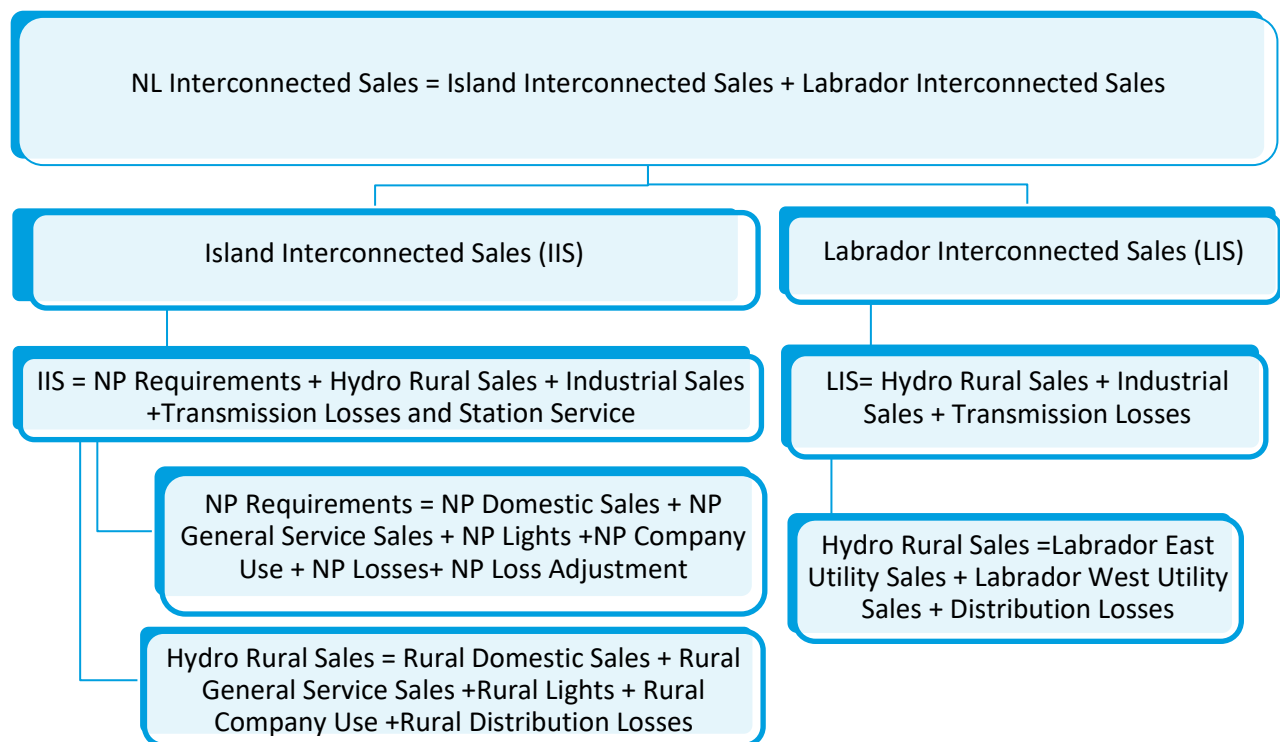 NL Interconnected Sales = Island Interconnected Sales + Labrador Interconnected Sales
Island Interconnected Sales (IIS)
Labrador Interconnected Sales (LIS)
IIS = NP Requirements + Hydro Rural Sales + Industrial Sales
+Transmission Losses and Station Service
LIS= Hydro Rural Sales + Industrial
Sales + Transmission Losses
NP Requirements = NP Domestic Sales + NP
General Service Sales + NP Lights +NP Company
Use + NP Losses+ NP Loss Adjustment
Hydro Rural Sales =Labrador East
Utility Sales + Labrador West Utility
Sales + Distribution Losses
Hydro Rural Sales = Rural Domestic Sales + Rural
General Service Sales +Rural Lights + Rural
Company Use +Rural Distribution Losses